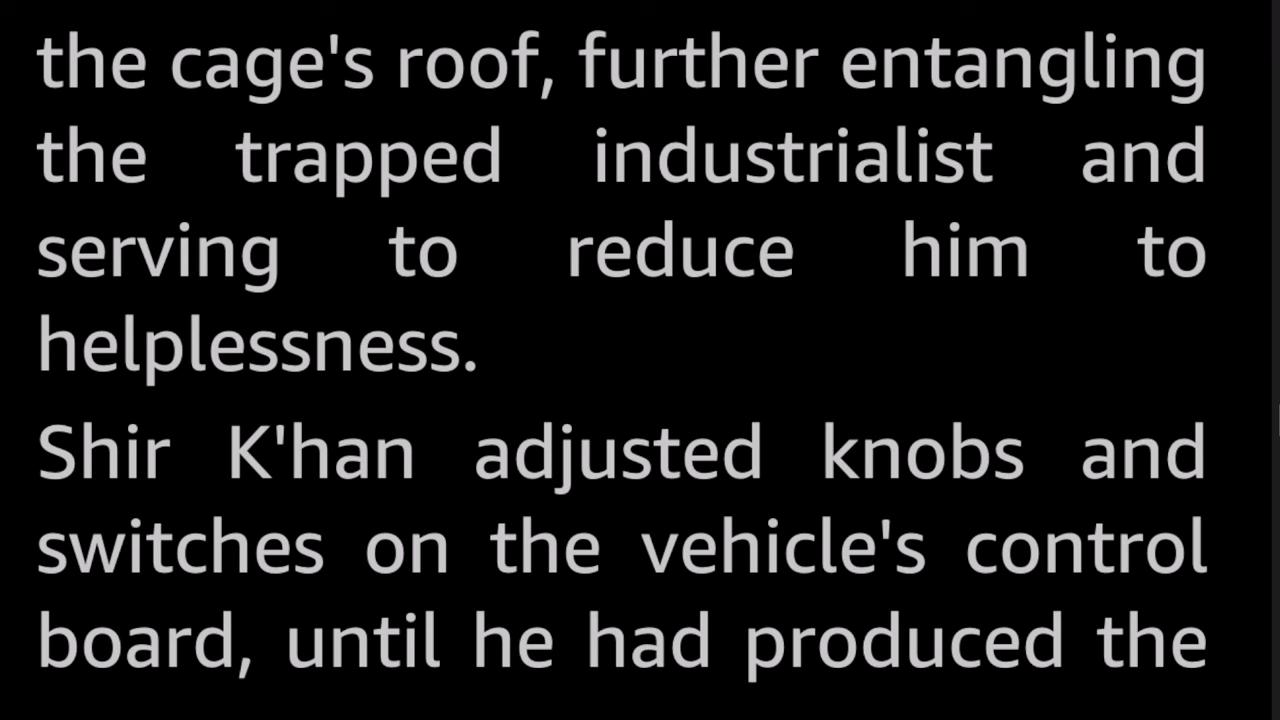 the cage's roof, further entangling
the trapped industrialist and
serving to reduce him to
helplessness.
Shir K'han adjusted knobs and
switches on the vehicle's control
board, until he had produced the